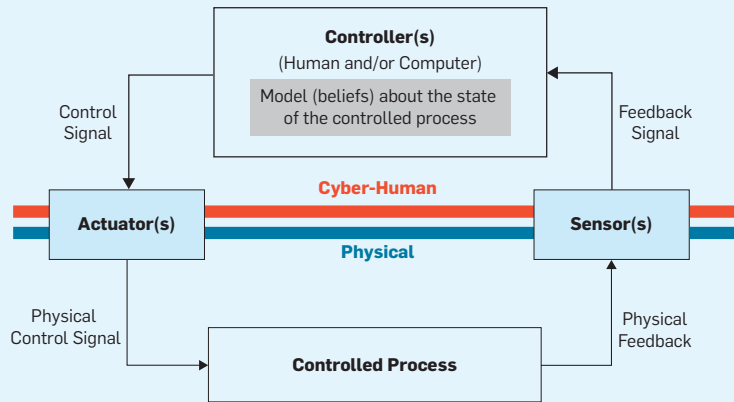 Controller(s)
(Human and/or Computer)
Model (beliefs) about the state
of the controlled process
Control
Signal
Feedback
Signal
Cyber-Human
Actuator(s)
Sensor(s)
Physical
Physical
Control Signal
Physical
Feedback
Controlled Process